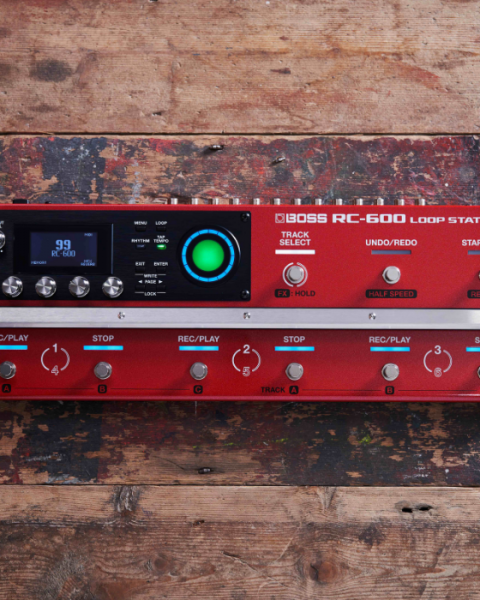 BOSS RC-600 LOOP STAT
TRACK
SELECT
UNDO/REDO
STAR
FX : HOLD
HALF SPEED
RE
MENU LOOP
RHYTHM TAP
TEMPO
EXIT ENTER
WRITE
◄ PAGE ►
LOCK
99
RC-600
C/PLAY
STOP
REC/PLAY
STOP
REC/PLAY
S
1
4
2
5
3
6
A
B
C
TRACK A
B